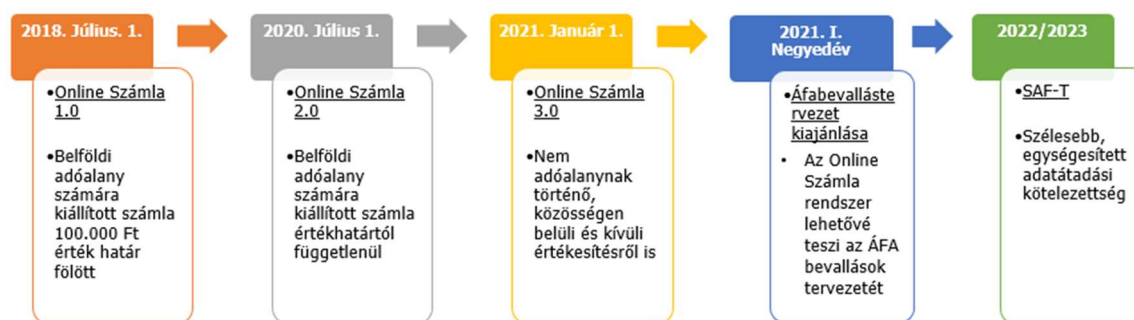 2018. Július. 1.
•Online Számla
1.0
•Belföldi
adóalany
számára
kiállított számla
100.000 Ft
érték határ
fölött
2020. Július 1.
•Online Számla
2.0
•Belföldi
adóalany
számára
kiállított számla
értékhatártól
függetlenül
2021. Január 1.
•Online Számla
3.0
•Nem
adóalanynak
történő,
közösségen
belüli és kívüli
értékesítésről is
2021. I.
Negyedév
•Áfabevalláste
rvezet
kiajánlása
• Az Online
Számla
rendszer
lehetővé
teszi az ÁFA
bevallások
tervezetét
2022/2023
•SAF-T
•Szélesebb,
egységesített
adatátadási
kötelezettség